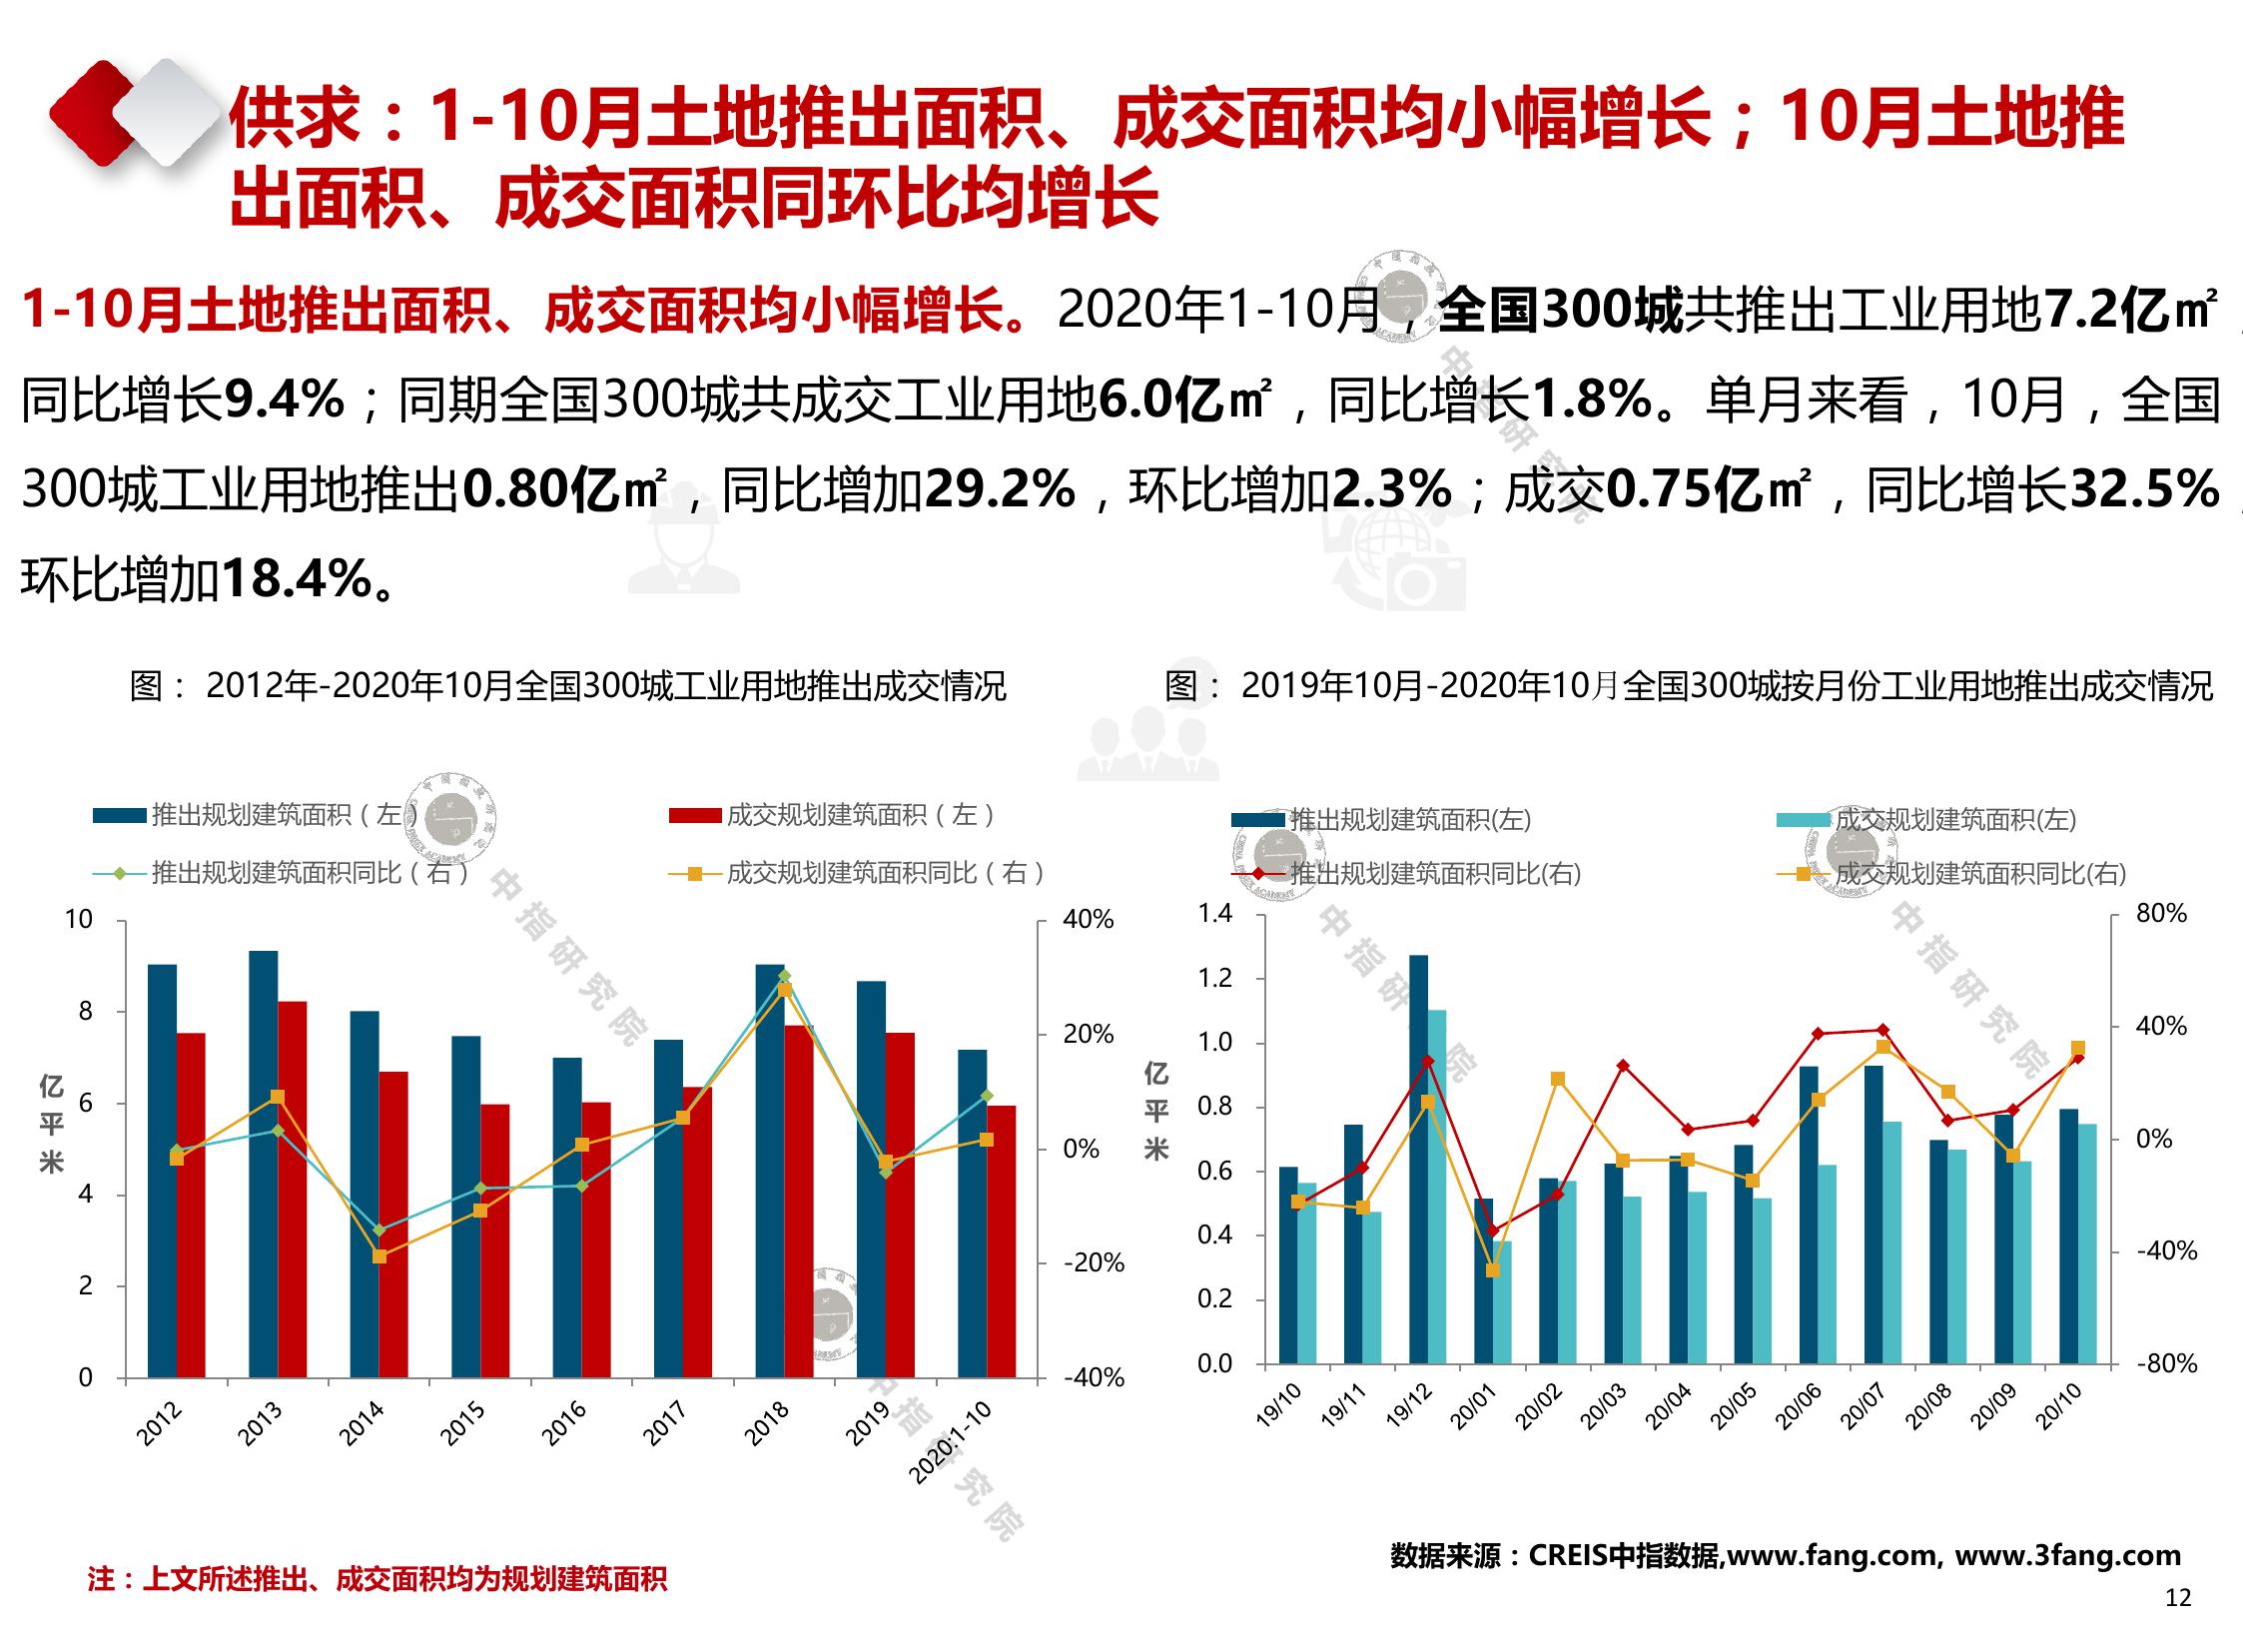 供求：1-10月土地推出面积、成交面积均小幅增长；10月土地推
出面积、成交面积同环比均增长
1-10月土地推出面积、成交面积均小幅增长。2020年1-10月，全国300城共推出工业用地7.2亿㎡，
同比增长9.4%；同期全国300城共成交工业用地6.0亿㎡，同比增长1.8%。单月来看，10月，全国
300城工业用地推出0.80亿㎡，同比增加29.2%，环比增加2.3%；成交0.75亿㎡，同比增长32.5%，
环比增加18.4%。
图： 2012年-2020年10月全国300城工业用地推出成交情况
推出规划建筑面积（左）
成交规划建筑面积（左）
推出规划建筑面积同比（右）
成交规划建筑面积同比（右）
10
8
6
4
2
0
亿平米
40%
20%
0%
-20%
-40%
2012
2013
2014
2015
2016
2017
2018
2019
2020:1-10
图： 2019年10月-2020年10月全国300城按月份工业用地推出成交情况
推出规划建筑面积(左)
成交规划建筑面积(左)
推出规划建筑面积同比(右)
成交规划建筑面积同比(右)
1.4
1.2
1.0
0.8
0.6
0.4
0.2
0.0
亿平米
80%
40%
0%
-40%
-80%
19/10
19/11
19/12
20/01
20/02
20/03
20/04
20/05
20/06
20/07
20/08
20/09
20/10
中指研究院
中指研究院
中指研究院
中指研究院
中指研究院
数据来源：CREIS中指数据,www.fang.com, www.3fang.com
注：上文所述推出、成交面积均为规划建筑面积
12